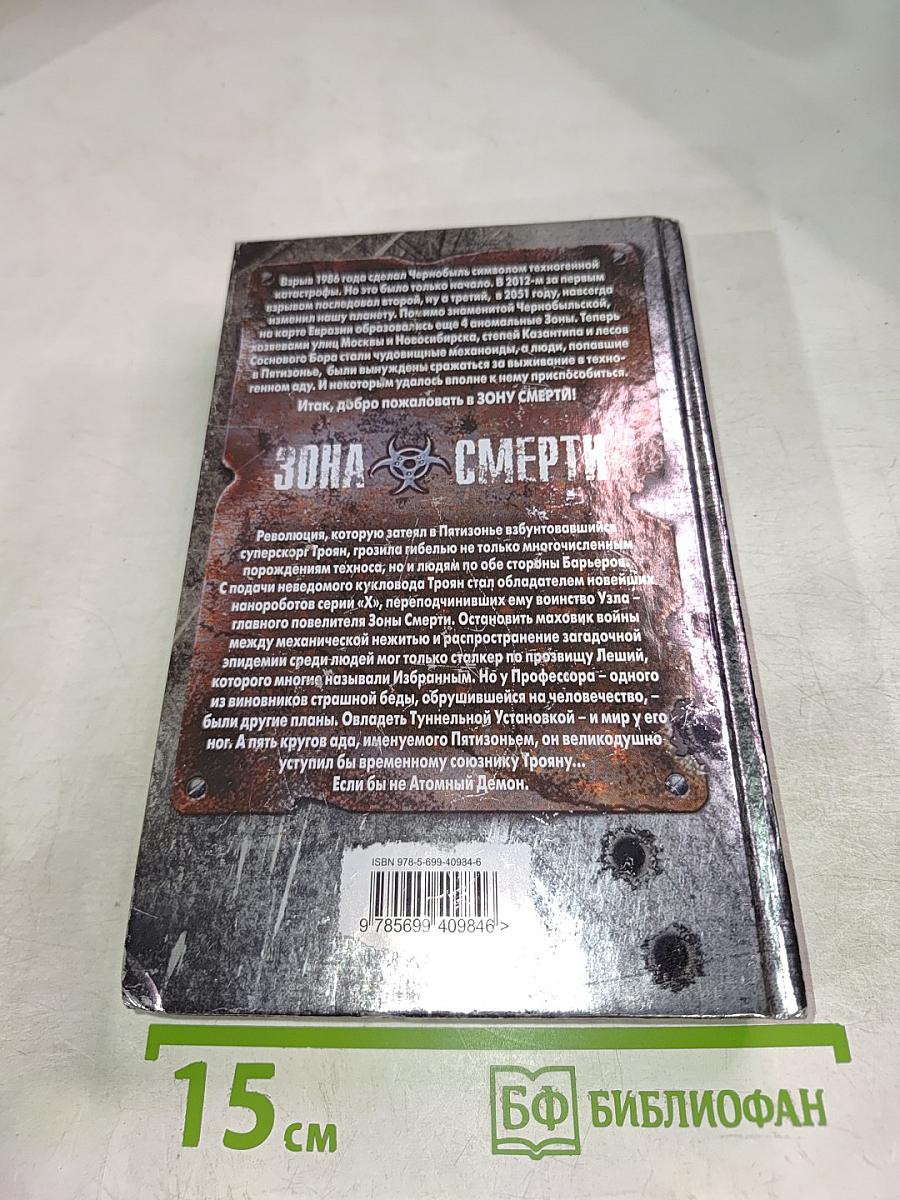 Взрыв 1986 года сделал Чернобыль символом техногенной
катастрофы. Но это было только начало. В 2012-м за первым
взрывом последовал второй, ну а третий, в 2051 году, навсегда
изменил нашу планету. Помимо знаменитой Чернобыльской,
на карте Евразии образовались еще 4 аномальные Зоны. Теперь
хозяевами улиц Москвы и Новосибирска, степей Казантипа и лесов
Соснового Бора стали чудовищные механоиды, а люди, попавшие
в Пятизонье, были вынуждены сражаться за выживание в техно-
генном аду. И некоторым удалось вполне к нему приспособиться.
Итак, добро пожаловать в ЗОНУ СМЕРТИ!
ЗОНА СМЕРТИ
Революция, которую затеял в Пятизонье взбунтовавшийся
суперскорг Троян, грозила гибелью не только многочисленным
порождениям техноса, но и людям по обе стороны Барьеров.
С подачи неведомого кукловода Троян стал обладателем новейших
нанороботов серии «Х», переподчинивших ему воинство Узла –
главного повелителя Зоны Смерти. Остановить маховик войны
между механической нежитью и распространение загадочной
эпидемии среди людей мог только сталкер по прозвищу Леший,
которого многие называли Избранным. Но у Профессора – одного
из виновников страшной беды, обрушившейся на человечество, –
были другие планы. Овладеть Туннельной Установкой – и мир у его
ног. А пять кругов ада, именуемого Пятизоньем, он великодушно
уступил бы временному союзнику Трояну...
Если бы не Атомный Демон.
ISBN 978-5-699-40984-6
9 785699 409846 >
15 см
БФ БИБЛИОФАН